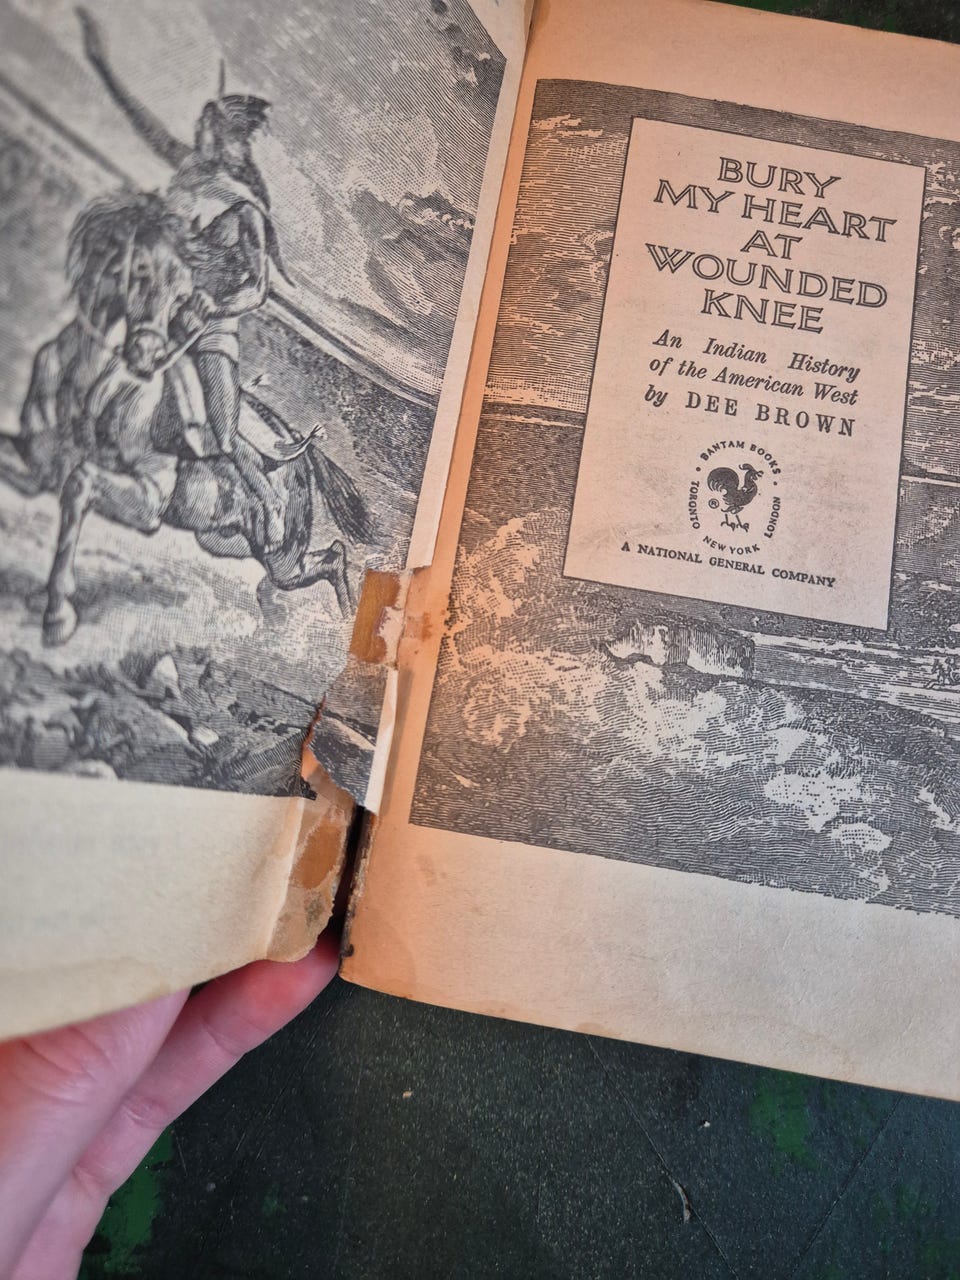 BURY
MY HEART
AT
WOUNDED
KNEE
An Indian History
of the American West
by DEE BROWN
• BANTAM BOOKS •
TORONTO
®
LONDON
NEW YORK
A NATIONAL GENERAL COMPANY